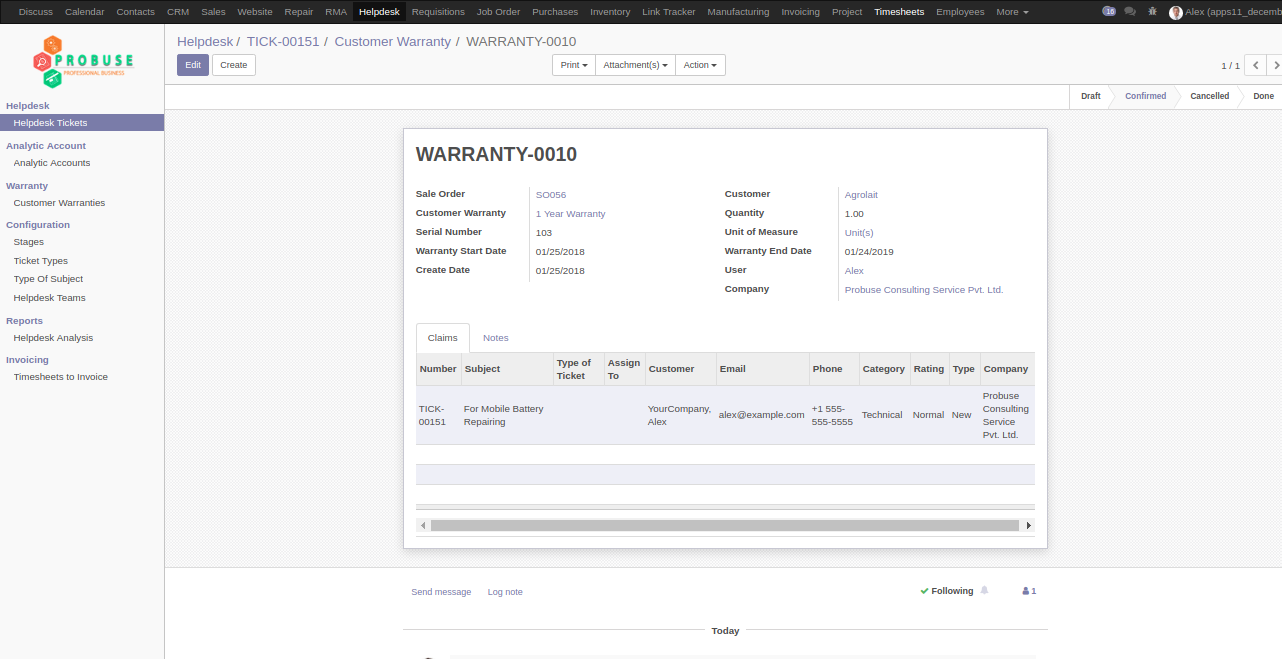 Discuss Calendar Contacts CRM Sales Website Repair RMA Helpdesk Requisitions Job Order Purchases Inventory Link Tracker Manufacturing Invoicing Project Timesheets Employees More 16 Alex (apps11_decemb
PROBUSE
PROFESSIONAL BUSINESS
Helpdesk / TICK-00151 / Customer Warranty / WARRANTY-0010
Edit Create Print Attachment(s) Action 1 / 1
Draft Confirmed Cancelled Done
Helpdesk
Helpdesk Tickets
Analytic Account
Analytic Accounts
Warranty
Customer Warranties
Configuration
Stages
Ticket Types
Type Of Subject
Helpdesk Teams
Reports
Helpdesk Analysis
Invoicing
Timesheets to Invoice
WARRANTY-0010
Sale Order SO056 Customer Agrolait
Customer Warranty 1 Year Warranty Quantity 1.00
Serial Number 103 Unit of Measure Unit(s)
Warranty Start Date 01/25/2018 Warranty End Date 01/24/2019
Create Date 01/25/2018 User Alex
Company Probuse Consulting Service Pvt. Ltd.
Claims Notes
Number Subject Type of Ticket Assign To Customer Email Phone Category Rating Type Company
TICK-00151 For Mobile Battery Repairing YourCompany, Alex alex@example.com +1 555-555-5555 Technical Normal New Probuse Consulting Service Pvt. Ltd.
Send message Log note Following 1
Today